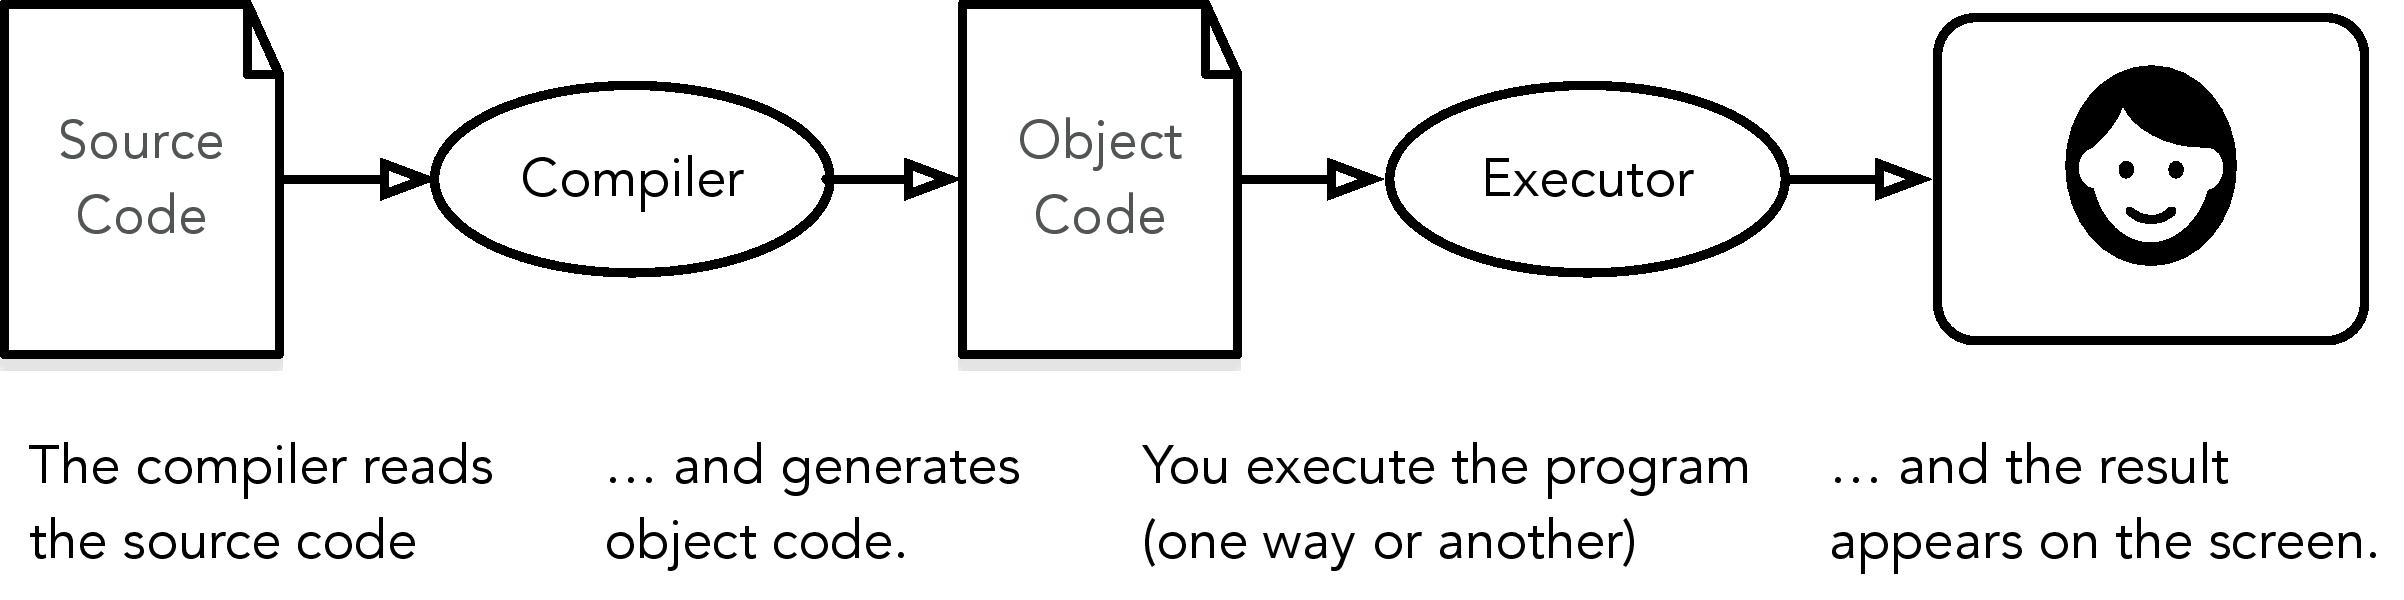 Source
Code
Compiler
Object
Code
Executor
The compiler reads
the source code
… and generates
object code.
You execute the program
(one way or another)
… and the result
appears on the screen.